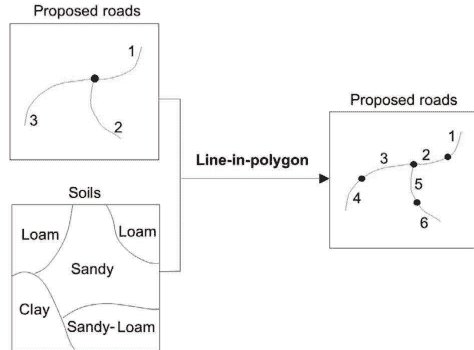 Proposed roads
1
3
2
Line-in-polygon
Proposed roads
1
3
2
4
5
6
Soils
Loam
Loam
Sandy
Clay
Sandy-Loam